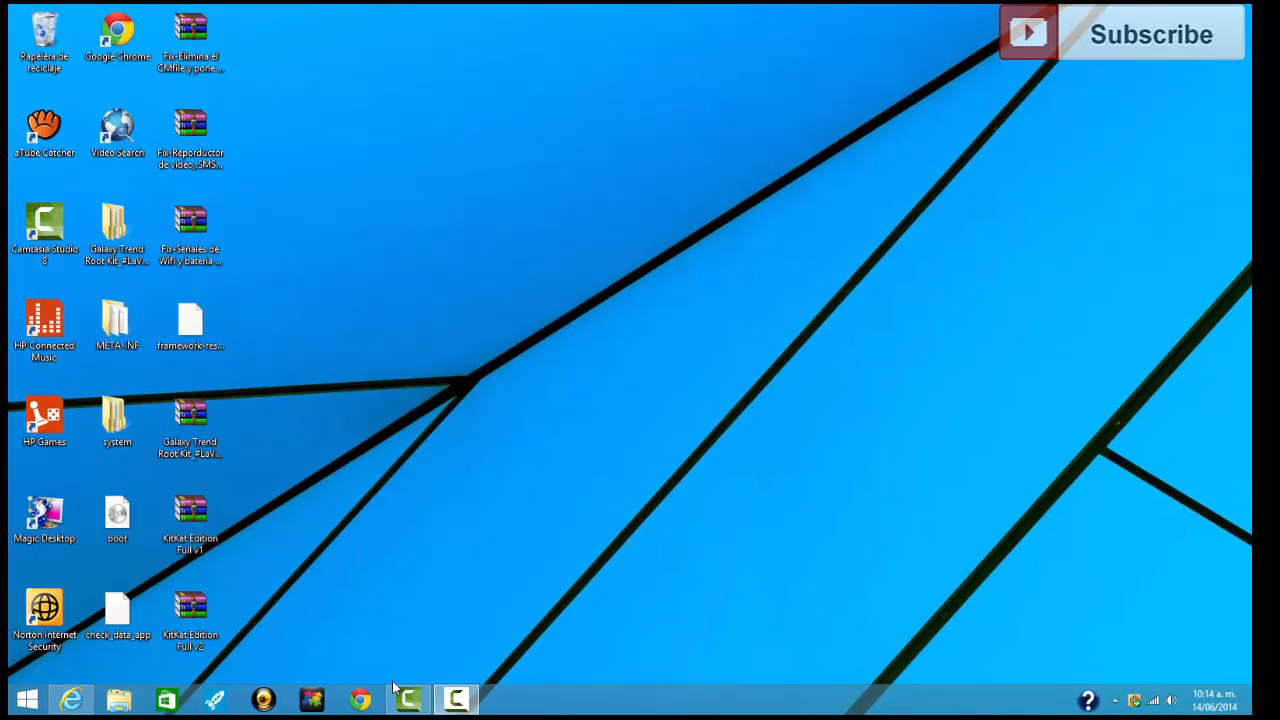 Subscribe
Papelera de
reciclaje
Google Chrome
Fix-Elimina el
CMfile y pone ...
aTube Catcher
Video Search
Fix-Reporductor
de video,,SMS...
Camtasia Studio
8
Galaxy Trend
Root Kit_#LaV...
Fix-Señales de
Wifi y bateria ...
HP Connected
Music
META-INF
framework-res...
HP Games
system
Galaxy Trend
Root Kit_#LaV...
Magic Desktop
boot
KitKat Edition
Full v1
Norton Internet
Security
check_data_app
KitKat Edition
Full v2
10:14 a. m.
14/06/2014